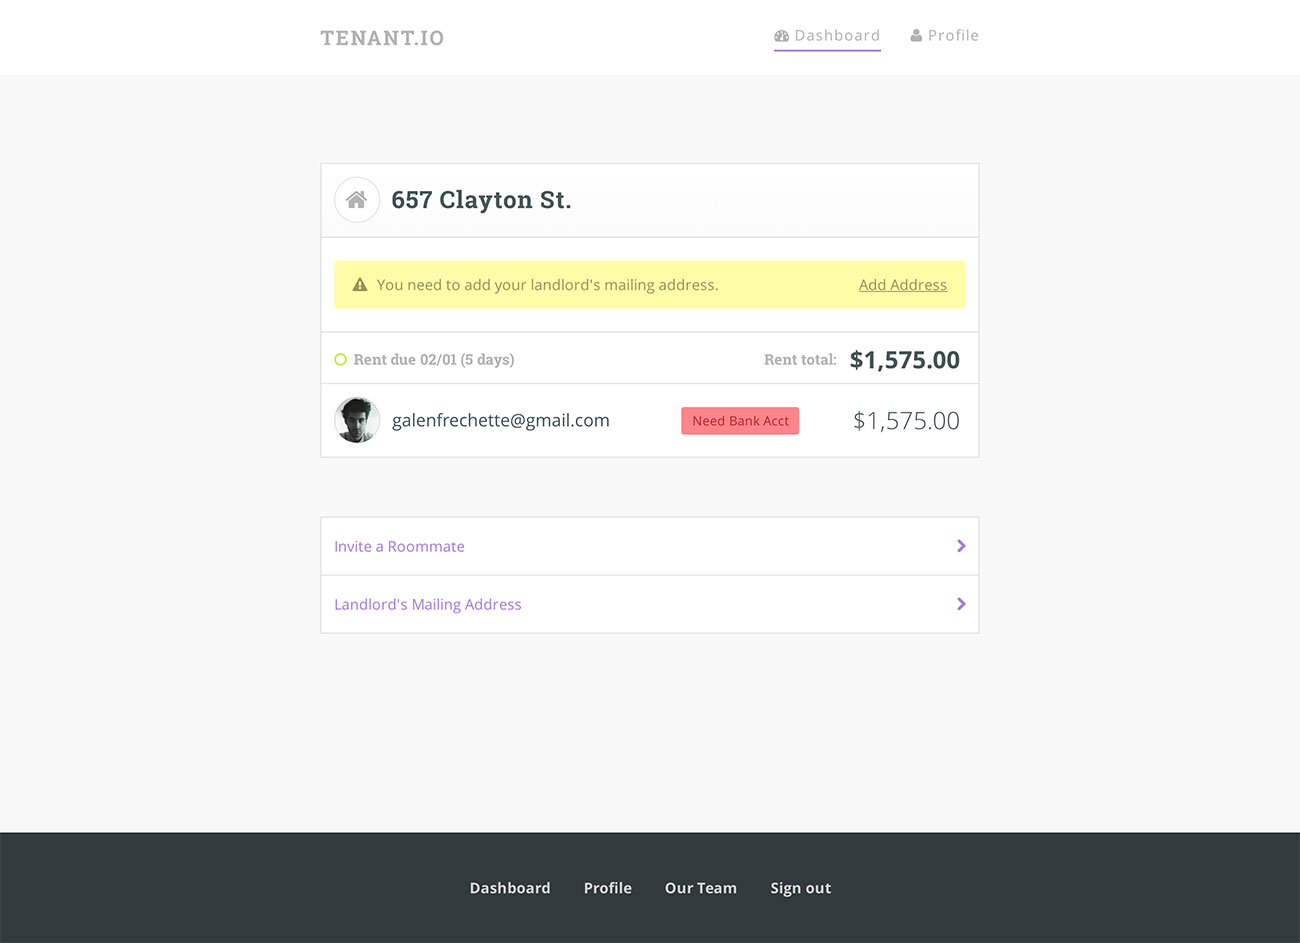 TENANT.IO
Dashboard
Profile
657 Clayton St.
You need to add your landlord's mailing address.
Add Address
Rent due 02/01 (5 days)
Rent total: $1,575.00
galenfrechette@gmail.com
Need Bank Acct
$1,575.00
Invite a Roommate
Landlord's Mailing Address
Dashboard
Profile
Our Team
Sign out